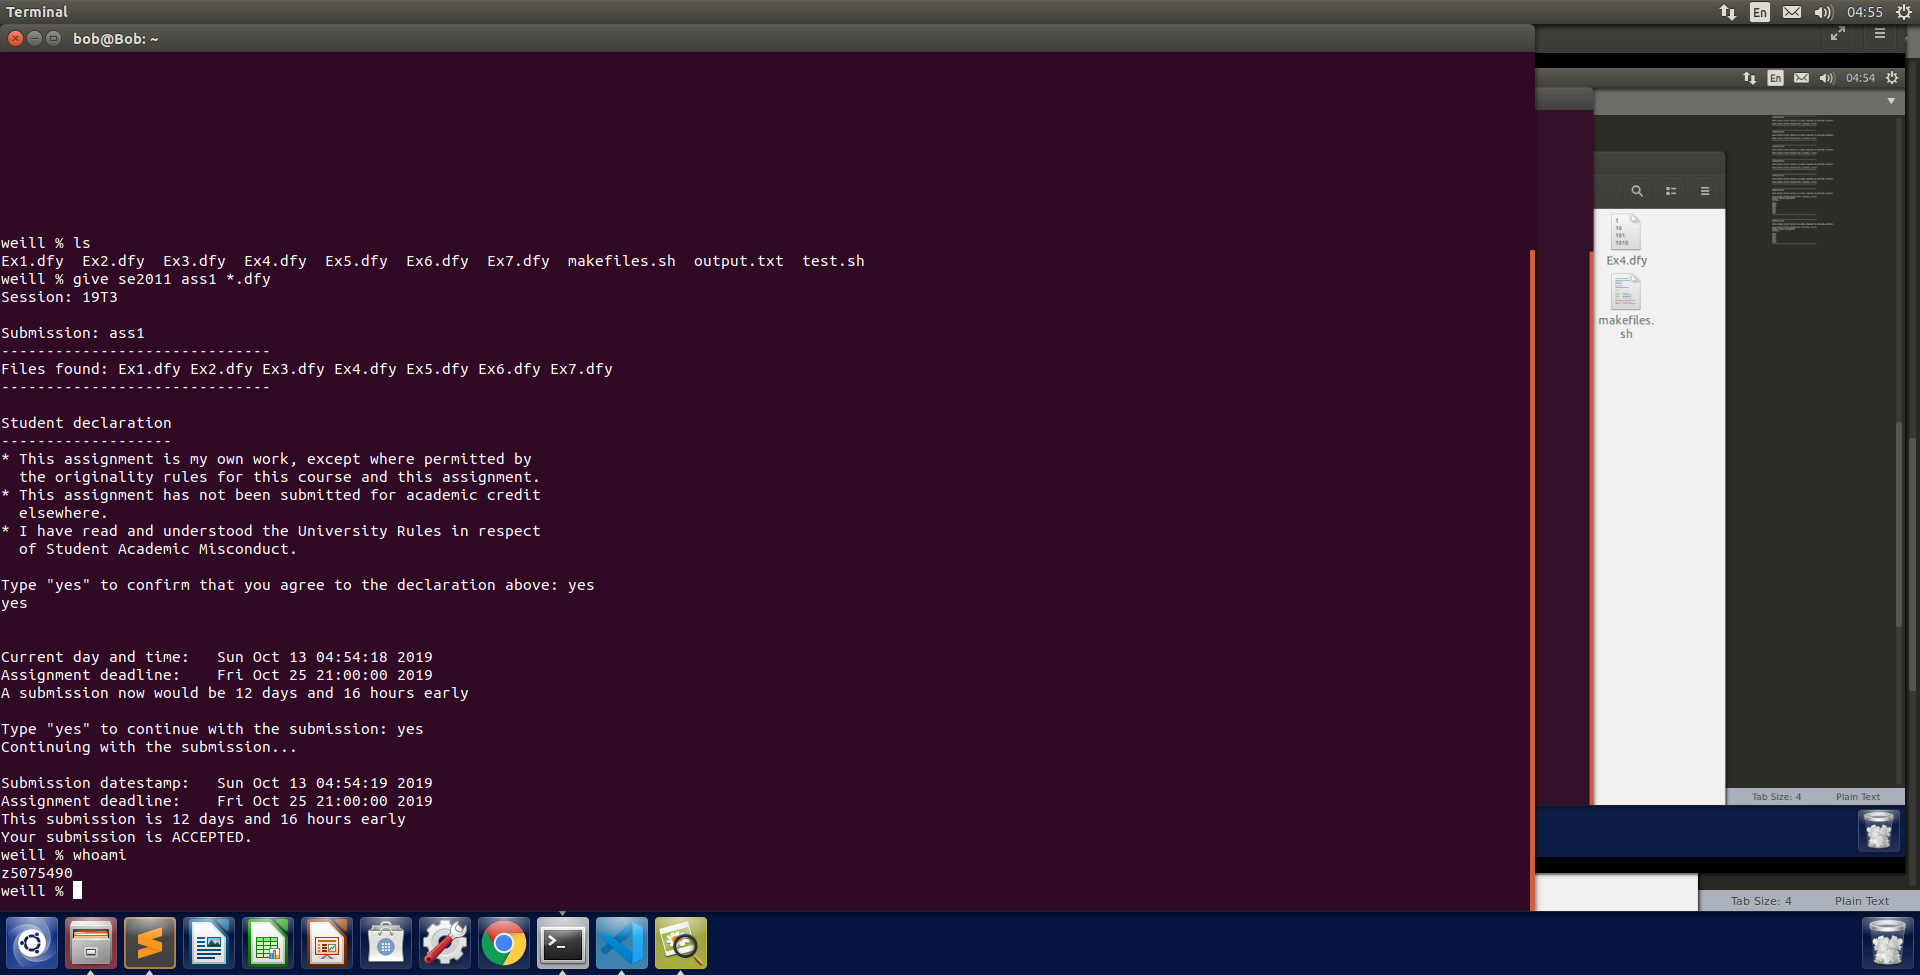 Terminal
En
04:55
bob@Bob: ~
En
04:54
weill % ls
Ex1.dfy  Ex2.dfy  Ex3.dfy  Ex4.dfy  Ex5.dfy  Ex6.dfy  Ex7.dfy  makefiles.sh  output.txt  test.sh
weill % give se2011 ass1 *.dfy
Session: 19T3
Submission: ass1
------------------------------
Files found: Ex1.dfy Ex2.dfy Ex3.dfy Ex4.dfy Ex5.dfy Ex6.dfy Ex7.dfy
------------------------------
Student declaration
-------------------
* This assignment is my own work, except where permitted by
  the originality rules for this course and this assignment.
* This assignment has not been submitted for academic credit
  elsewhere.
* I have read and understood the University Rules in respect
  of Student Academic Misconduct.
Type "yes" to confirm that you agree to the declaration above: yes
yes
Current day and time:   Sun Oct 13 04:54:18 2019
Assignment deadline:    Fri Oct 25 21:00:00 2019
A submission now would be 12 days and 16 hours early
Type "yes" to continue with the submission: yes
Continuing with the submission...
Submission datestamp:   Sun Oct 13 04:54:19 2019
Assignment deadline:    Fri Oct 25 21:00:00 2019
This submission is 12 days and 16 hours early
Your submission is ACCEPTED.
weill % whoami
z5075490
weill %
1
10
101
1010
Ex4.dfy
makefiles.
sh
Tab Size: 4
Plain Text
Tab Size: 4
Plain Text